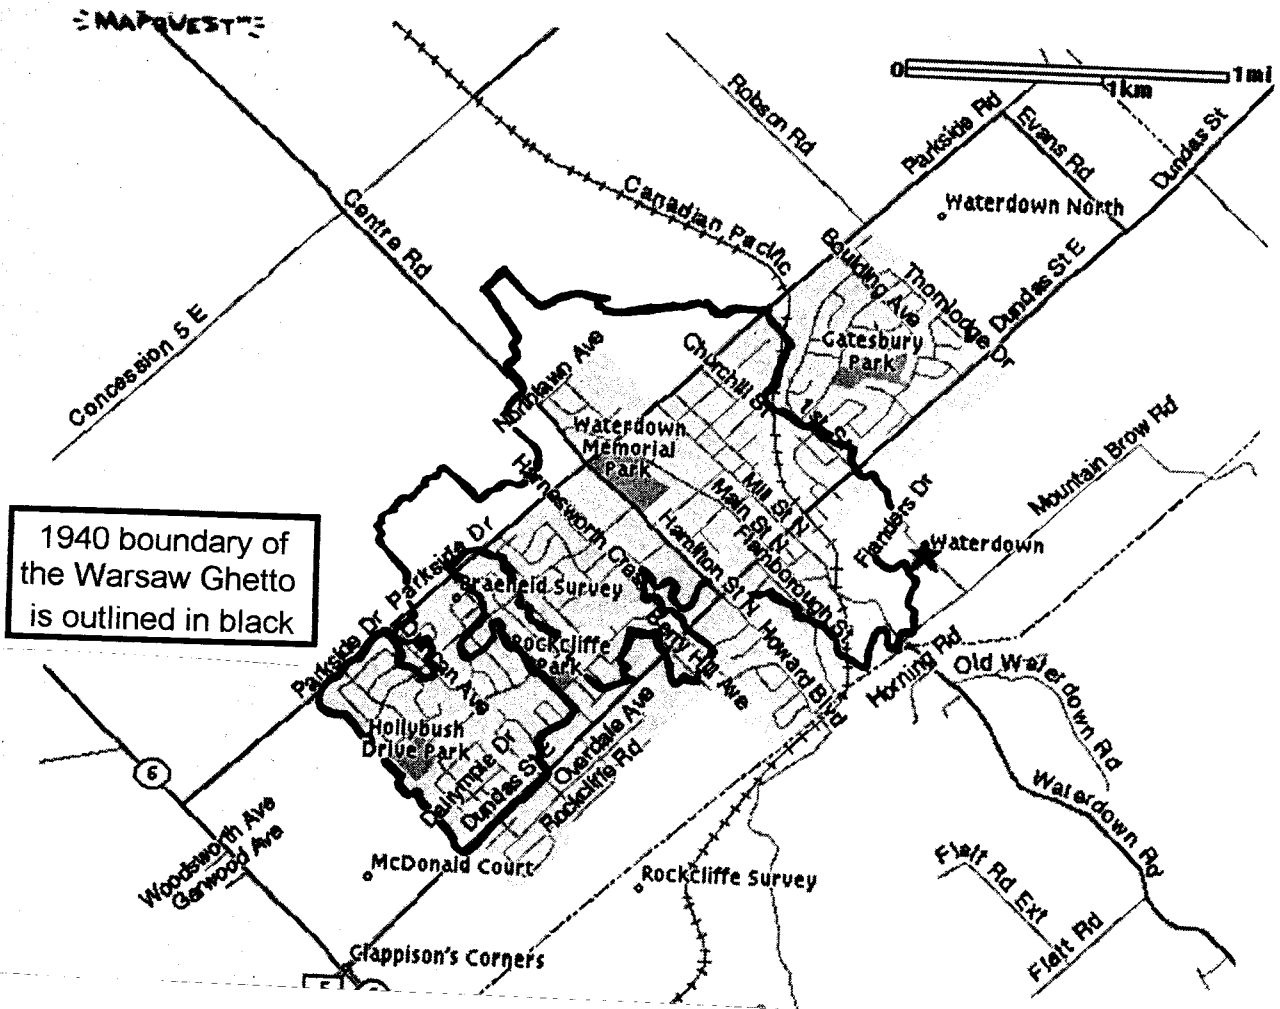 MAPQUEST
0
1mi
1km
Robson Rd
Parkside Rd
Evans Rd
Dundas St
Canadian Pacific
Waterdown North
Centre Rd
Boulding Ave
Thornlodge Dr
Dundas St E
Concession 5 E
Gatesbury
Park
Northlawn Ave
Churchill
1st St
Waterdown
Memorial
Park
Mountain Brow Rd
Hamesworth Cres
Mill St N
Main St N
Hamilton St N
Flamborough St
Flanders Dr
Waterdown
1940 boundary of
the Warsaw Ghetto
is outlined in black
Parkside Dr
Braeheid Survey
Parkside Dr
Rockcliffe
Park
Berry Hill Ave
Howard Blvd
Horning Rd
Old Waterdown Rd
Hollybush
Drive Park
Dalrymple Dr
Dundas St E
Overdale Ave
Rockcliffe Rd
6
Woodsworth Ave
Garwood Ave
McDonald Court
Rockcliffe Survey
Waterdown Rd
Flatt Rd Ext
Flatt Rd
Clappison's Corners